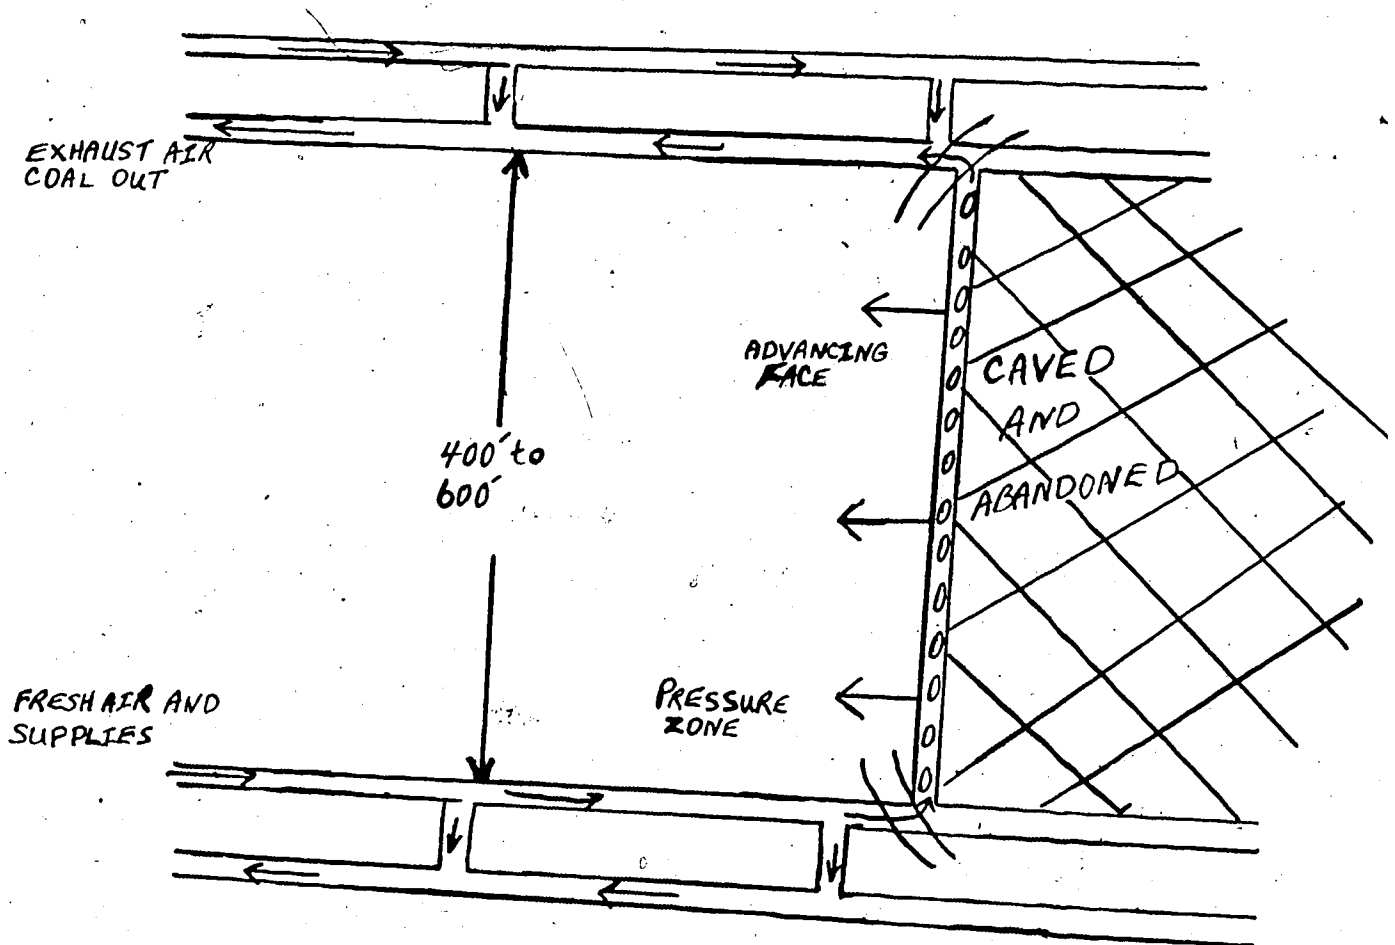 EXHAUST AIR
COAL OUT
ADVANCING
FACE
CAVED
AND
ABANDONED
400' to
600'
PRESSURE
ZONE
FRESH AIR AND
SUPPLIES